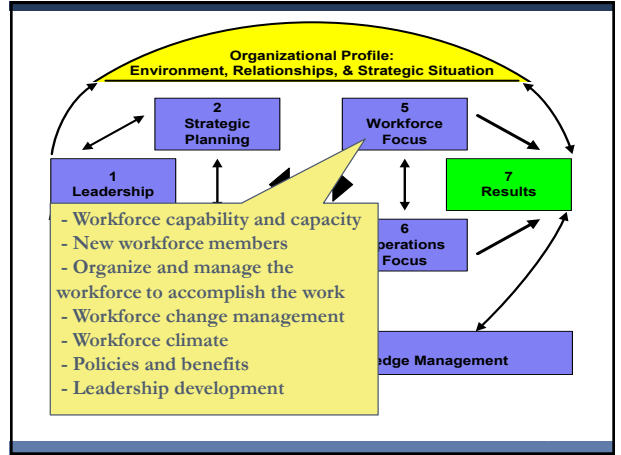 Organizational Profile:
Environment, Relationships, & Strategic Situation
2
Strategic
Planning
5
Workforce
Focus
1
Leadership
7
Results
- Workforce capability and capacity
- New workforce members
- Organize and manage the
workforce to accomplish the work
- Workforce change management
- Workforce climate
- Policies and benefits
- Leadership development
6
Focus
Management